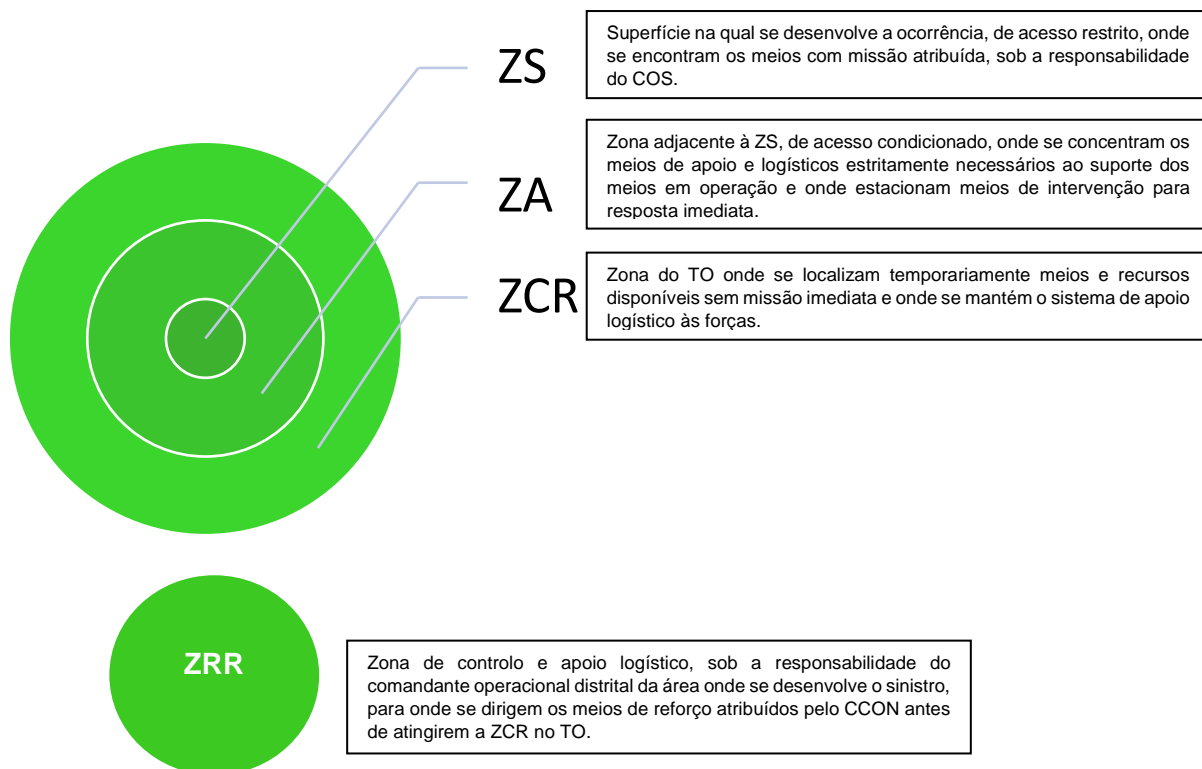 ZS
Superfície na qual se desenvolve a ocorrência, de acesso restrito, onde
se encontram os meios com missão atribuída, sob a responsabilidade
do COS.
ZA
Zona adjacente à ZS, de acesso condicionado, onde se concentram os
meios de apoio e logísticos estritamente necessários ao suporte dos
meios em operação e onde estacionam meios de intervenção para
resposta imediata.
ZCR
Zona do TO onde se localizam temporariamente meios e recursos
disponíveis sem missão imediata e onde se mantém o sistema de apoio
logístico às forças.
ZRR
Zona de controlo e apoio logístico, sob a responsabilidade do
comandante operacional distrital da área onde se desenvolve o sinistro,
para onde se dirigem os meios de reforço atribuídos pelo CCON antes
de atingirem a ZCR no TO.